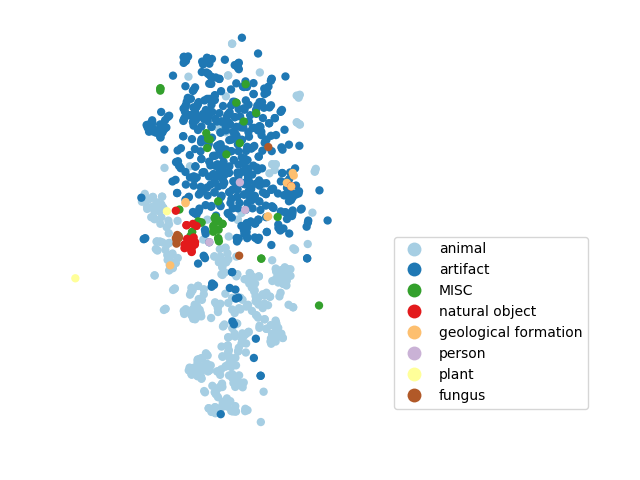 animal
artifact
MISC
natural object
geological formation
person
plant
fungus